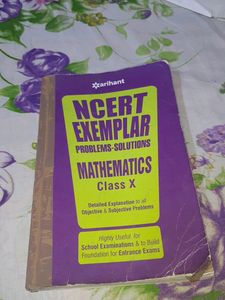 arihant
NCERT
EXEMPLAR
PROBLEMS-SOLUTIONS
MATHEMATICS
Class X
Detailed Explanation to all
Objective & Subjective Problems
Highly Useful for
School Examinations & to Build
Foundation for Entrance Exams